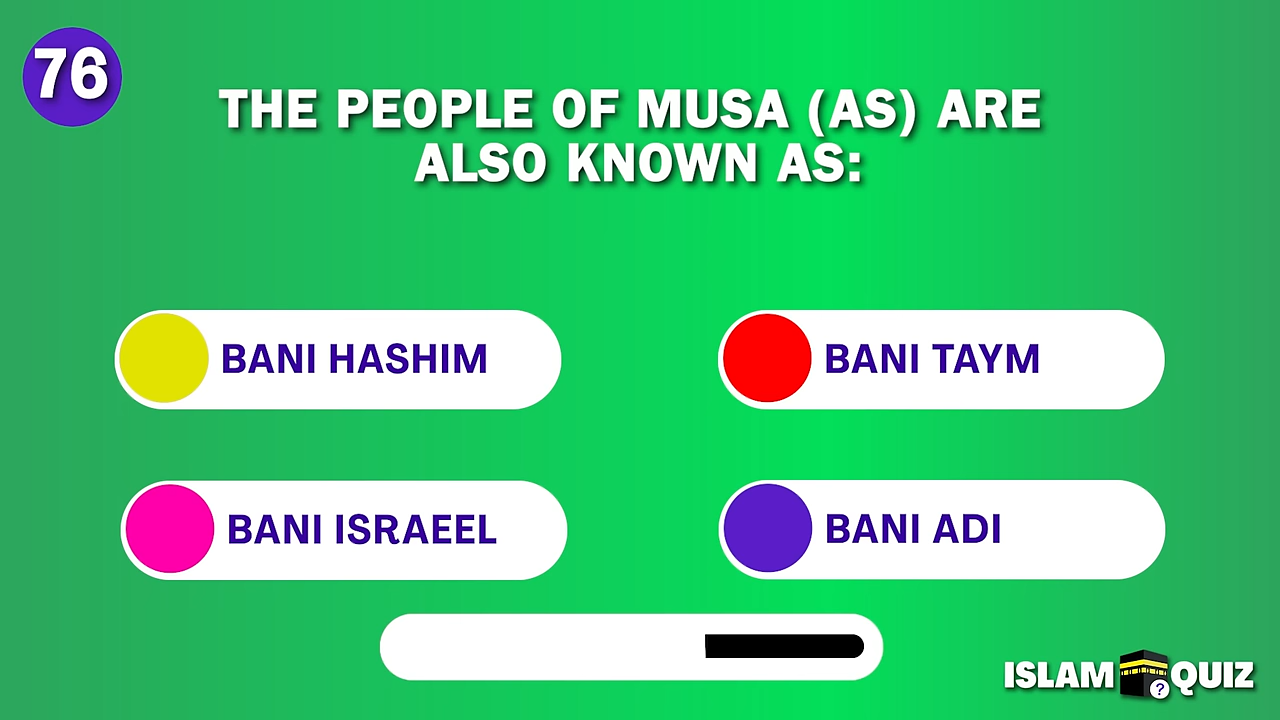 76
THE PEOPLE OF MUSA (AS) ARE
ALSO KNOWN AS:
BANI HASHIM
BANI TAYM
BANI ISRAEEL
BANI ADI
ISLAM QUIZ
?